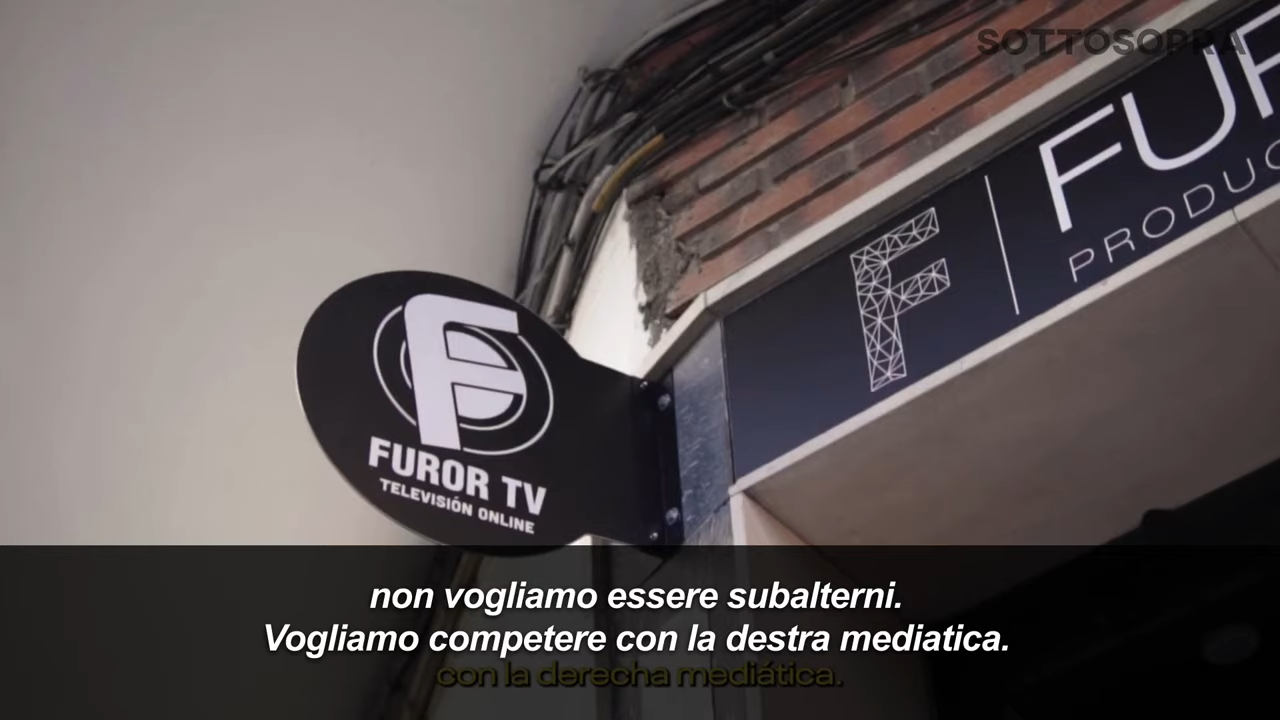 SOTTOSOPRA
FUR
PRODUC
F
F
FUROR TV
TELEVISIÓN ONLINE
non vogliamo essere subalterni.
Vogliamo competere con la destra mediatica.
con la derecha mediática.